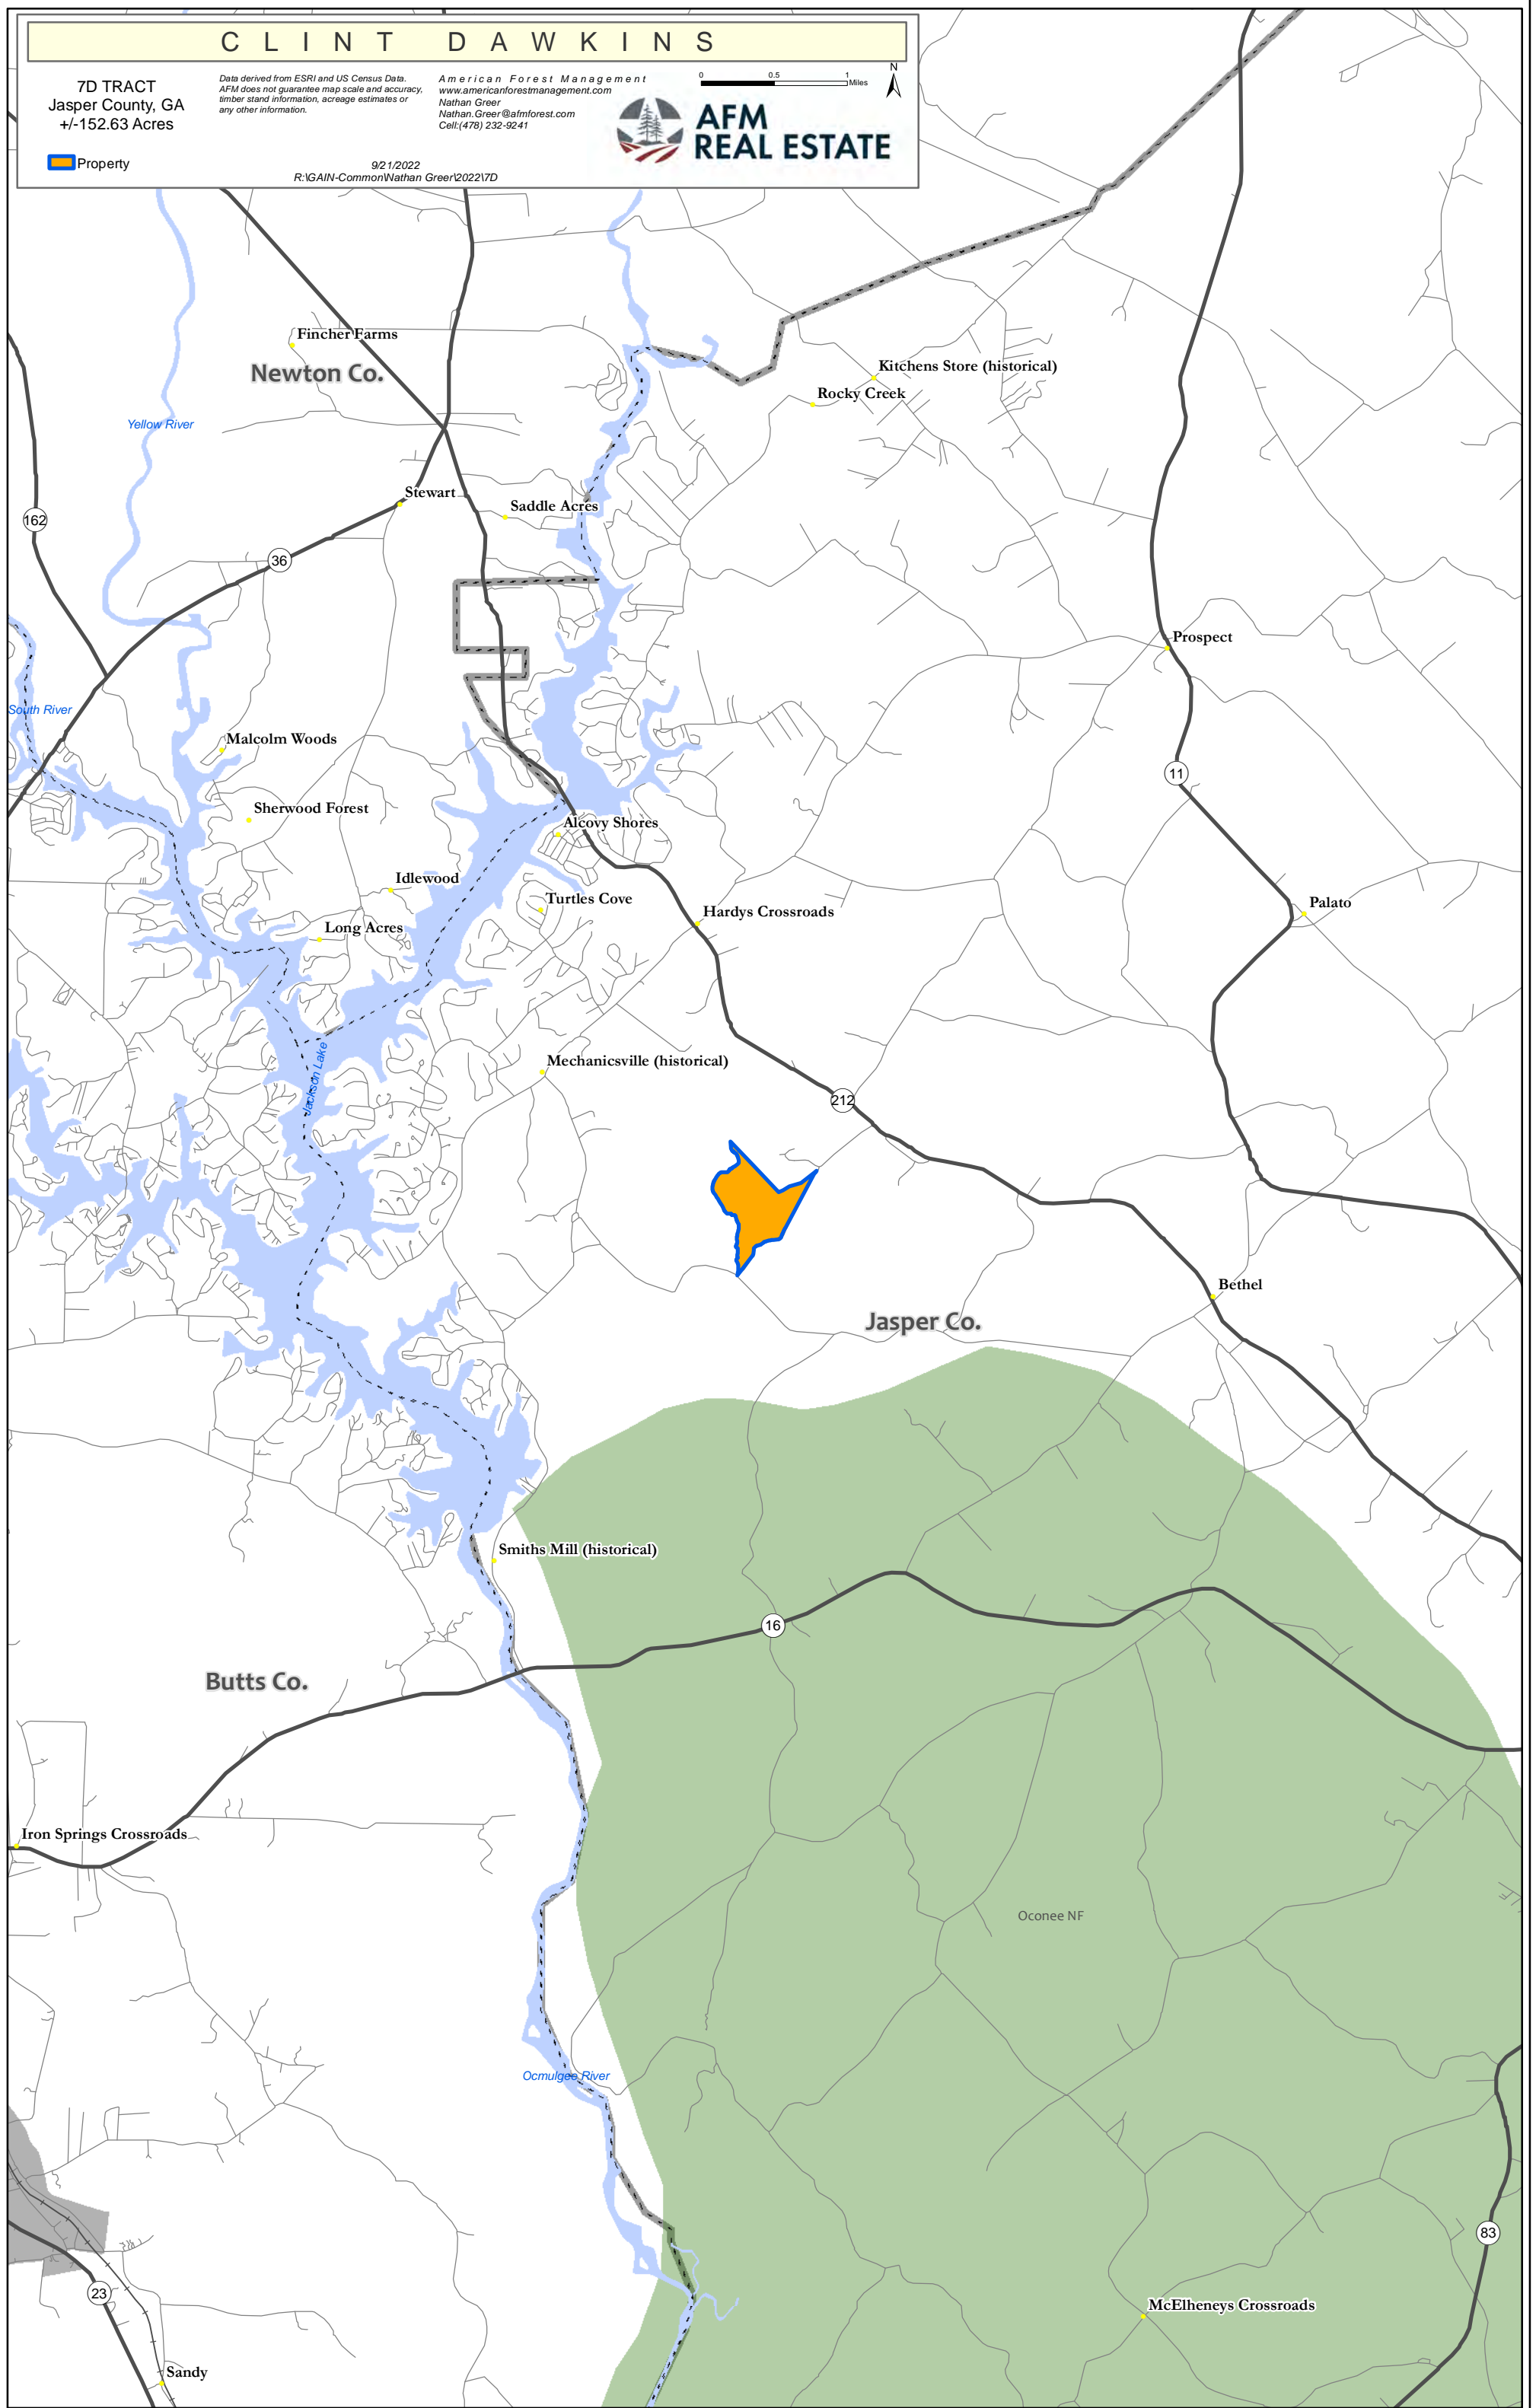 CLINT DAWKINS
7D TRACT
Jasper County, GA
+/-152.63 Acres
Property
Data derived from ESRI and US Census Data.
AFM does not guarantee map scale and accuracy,
timber stand information, acreage estimates or
any other information.
American Forest Management
www.americanforestmanagement.com
Nathan Greer
Nathan.Greer@afmforest.com
Cell:(478) 232-9241
9/21/2022
R:\GAIN-Common\Nathan Greer\2022\7D
0 0.5 1
Miles
N
AFM
REAL ESTATE
Fincher Farms
Newton Co.
Kitchens Store (historical)
Rocky Creek
Yellow River
Stewart
Saddle Acres
162
36
Prospect
South River
Malcolm Woods
11
Sherwood Forest
Alcovy Shores
Idlewood
Turtles Cove
Palato
Long Acres
Hardys Crossroads
Jackson Lake
Mechanicsville (historical)
212
Bethel
Jasper Co.
Smiths Mill (historical)
16
Butts Co.
Iron Springs Crossroads
Oconee NF
Ocmulgee River
83
23
McElheneys Crossroads
Sandy